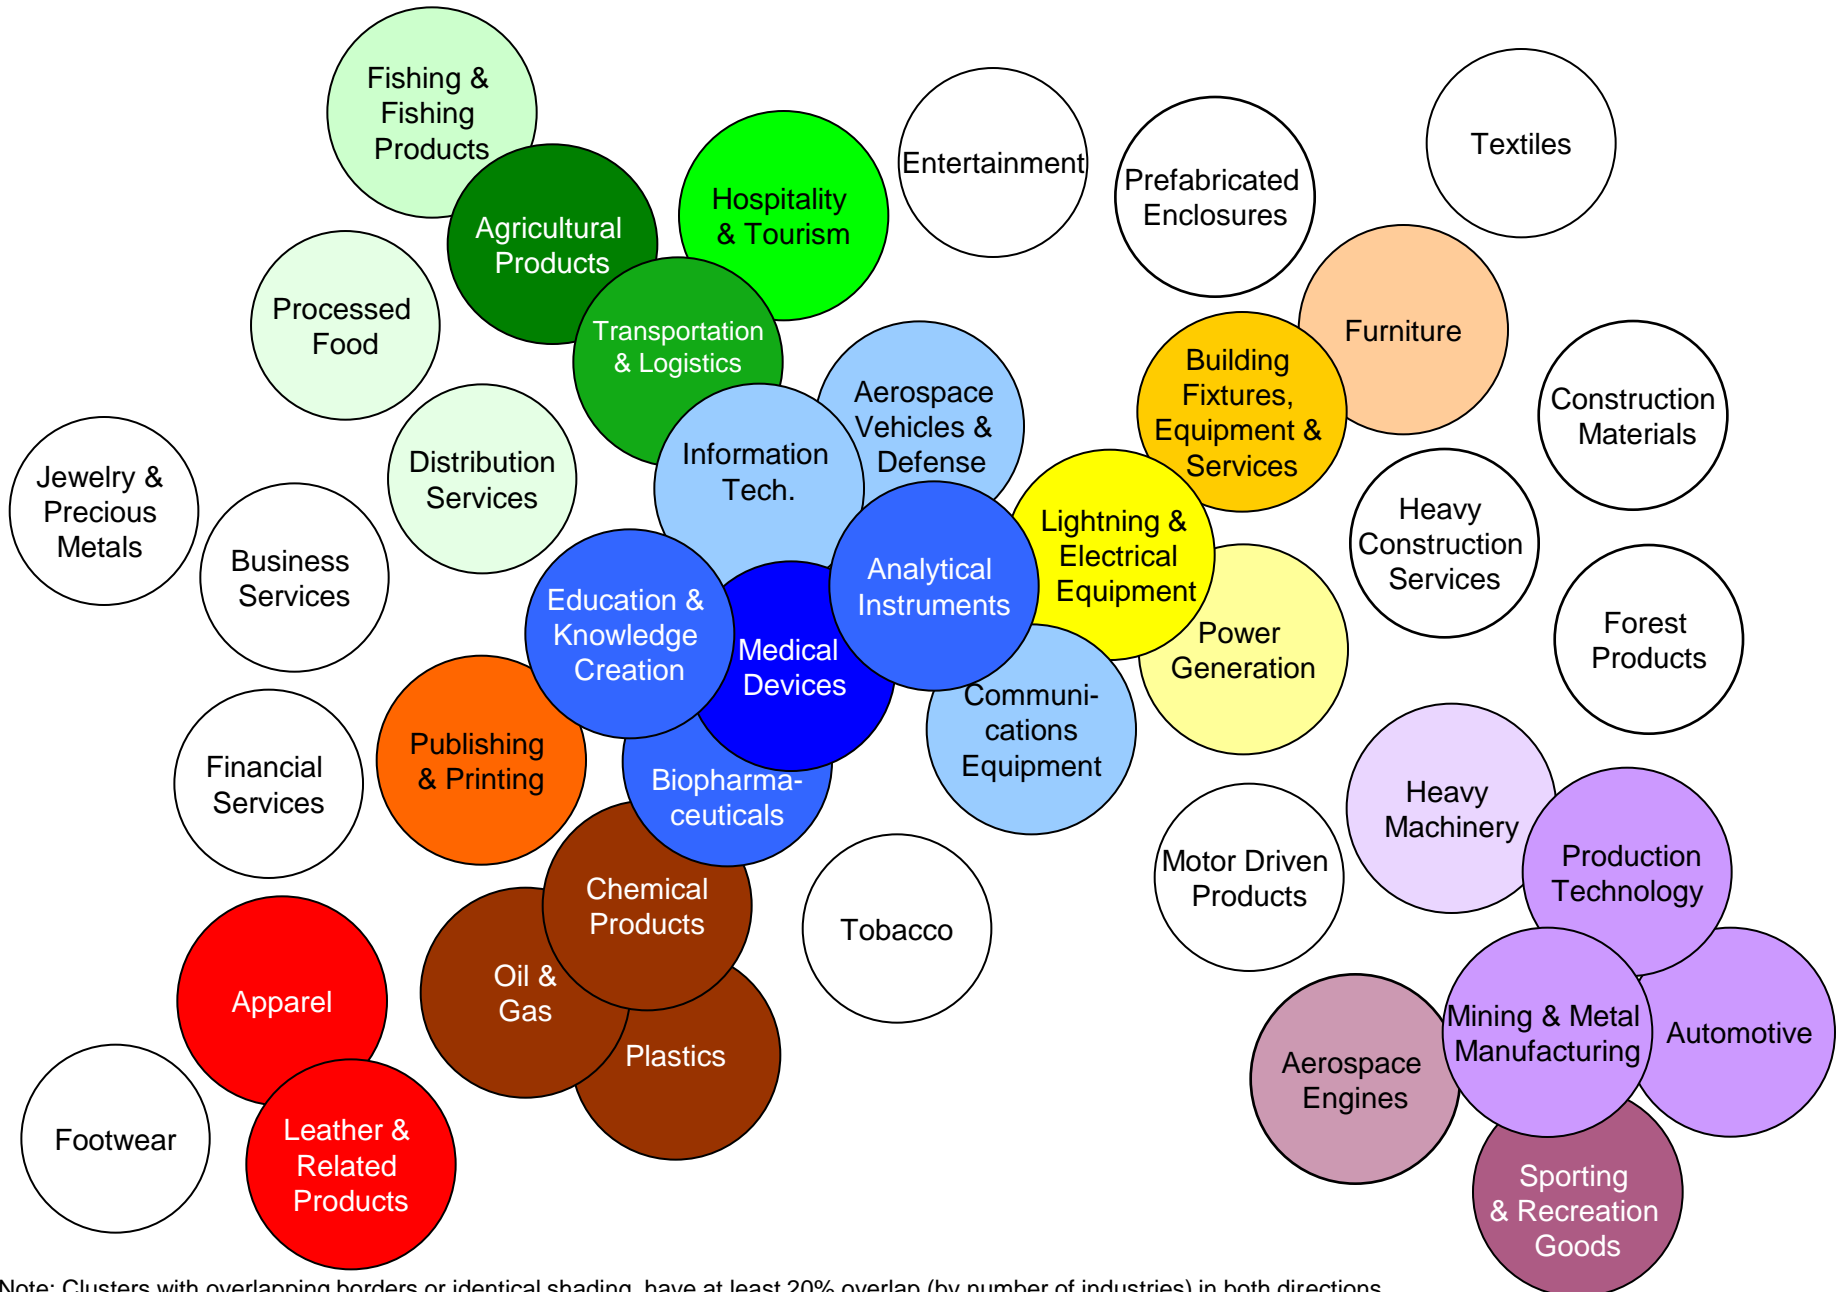 Fishing &
Fishing
Products
Agricultural
Products
Hospitality
& Tourism
Entertainment
Prefabricated
Enclosures
Textiles
Processed
Food
Transportation
& Logistics
Furniture
Aerospace
Vehicles &
Defense
Building
Fixtures,
Equipment &
Services
Construction
Materials
Jewelry &
Precious
Metals
Distribution
Services
Information
Tech.
Business
Services
Lightning &
Electrical
Equipment
Heavy
Construction
Services
Education &
Knowledge
Creation
Analytical
Instruments
Medical
Devices
Power
Generation
Forest
Products
Financial
Services
Publishing
& Printing
Biopharma-
ceuticals
Communi-
cations
Equipment
Heavy
Machinery
Production
Technology
Motor Driven
Products
Chemical
Products
Tobacco
Apparel
Oil &
Gas
Plastics
Mining & Metal
Manufacturing
Automotive
Aerospace
Engines
Footwear
Leather &
Related
Products
Sporting
& Recreation
Goods
Note: Clusters with overlapping borders or identical shading have at least 20% overlap (by number of industries) in both directions